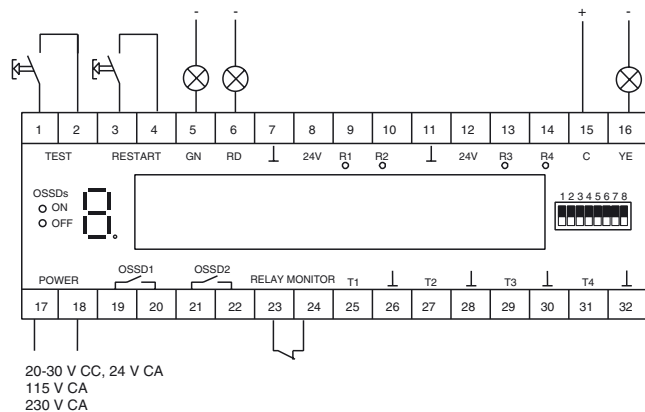 - - + -
1 2 3 4 5 6 7 8 9 10 11 12 13 14 15 16
TEST RESTART GN RD 24V R1 R2 24V R3 R4 C YE
OSSDs
ON
OFF
8.
1 2 3 4 5 6 7 8
POWER OSSD1 OSSD2 RELAY MONITOR T1 T2 T3 T4
17 18 19 20 21 22 23 24 25 26 27 28 29 30 31 32
20-30 V CC, 24 V CA
115 V CA
230 V CA